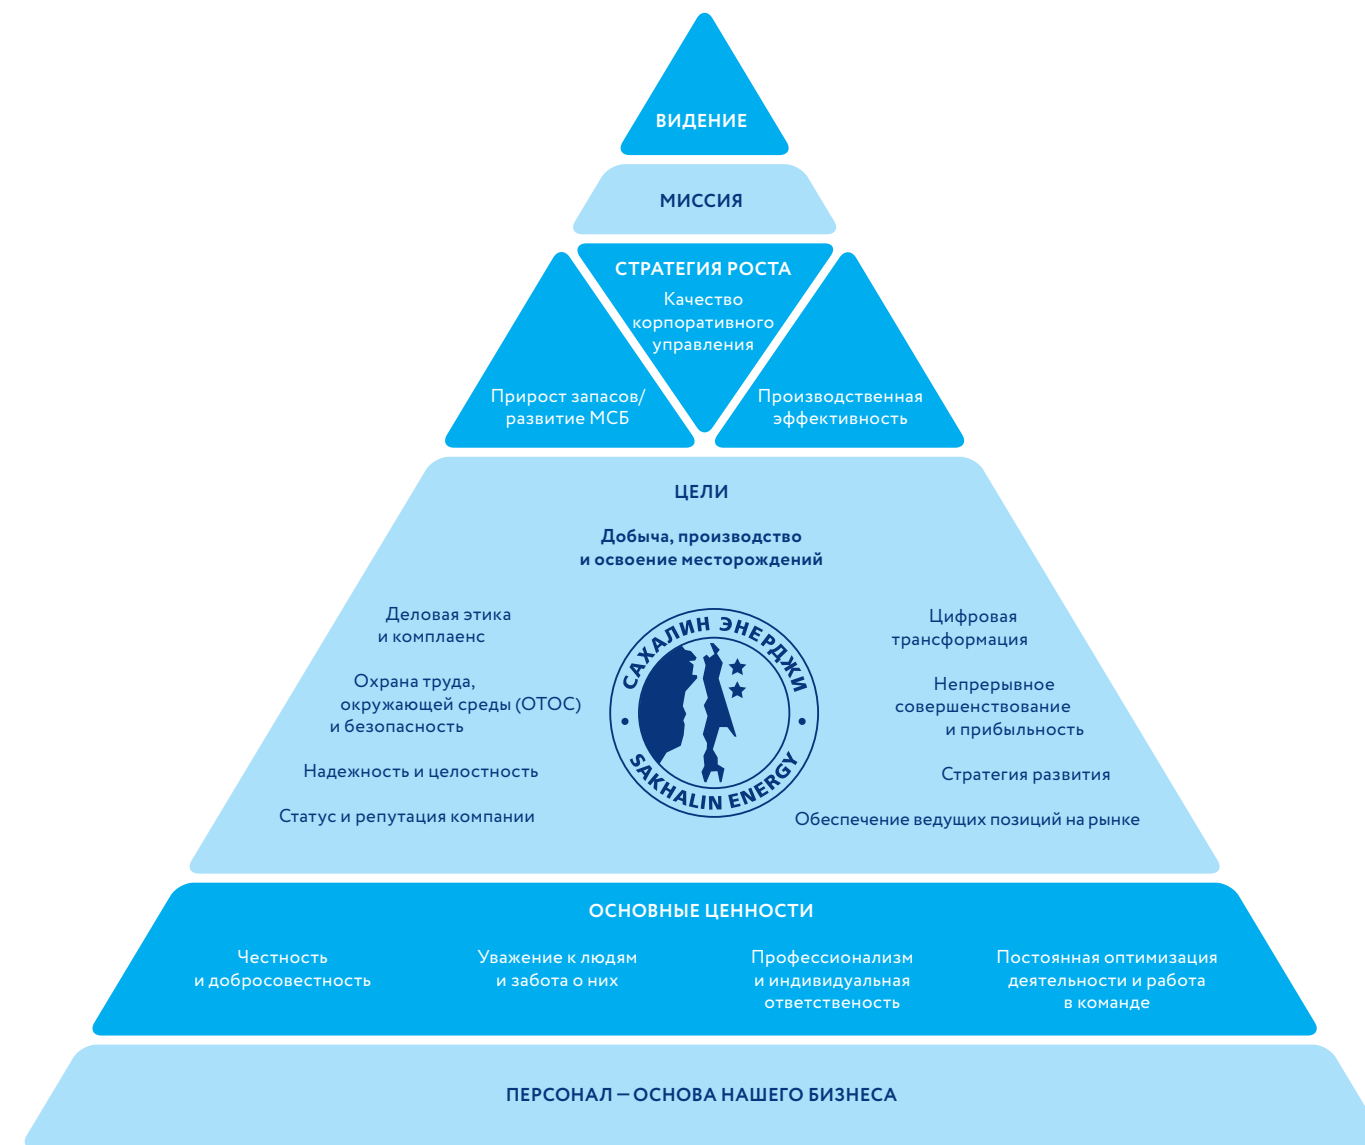 ВИДЕНИЕ
МИССИЯ
СТРАТЕГИЯ РОСТА
Качество
корпоративного
управления
Прирост запасов/
развитие МСБ
Производственная
эффективность
ЦЕЛИ
Добыча, производство
и освоение месторождений
Деловая этика
и комплаенс
Охрана труда,
окружающей среды (ОТОС)
и безопасность
Надежность и целостность
Статус и репутация компании
САХАЛИН ЭНЕРДЖИ
SAKHALIN ENERGY
Цифровая
трансформация
Непрерывное
совершенствование
и прибыльность
Стратегия развития
Обеспечение ведущих позиций на рынке
ОСНОВНЫЕ ЦЕННОСТИ
Честность
и добросовестность
Уважение к людям
и забота о них
Профессионализм
и индивидуальная
ответственость
Постоянная оптимизация
деятельности и работа
в команде
ПЕРСОНАЛ — ОСНОВА НАШЕГО БИЗНЕСА